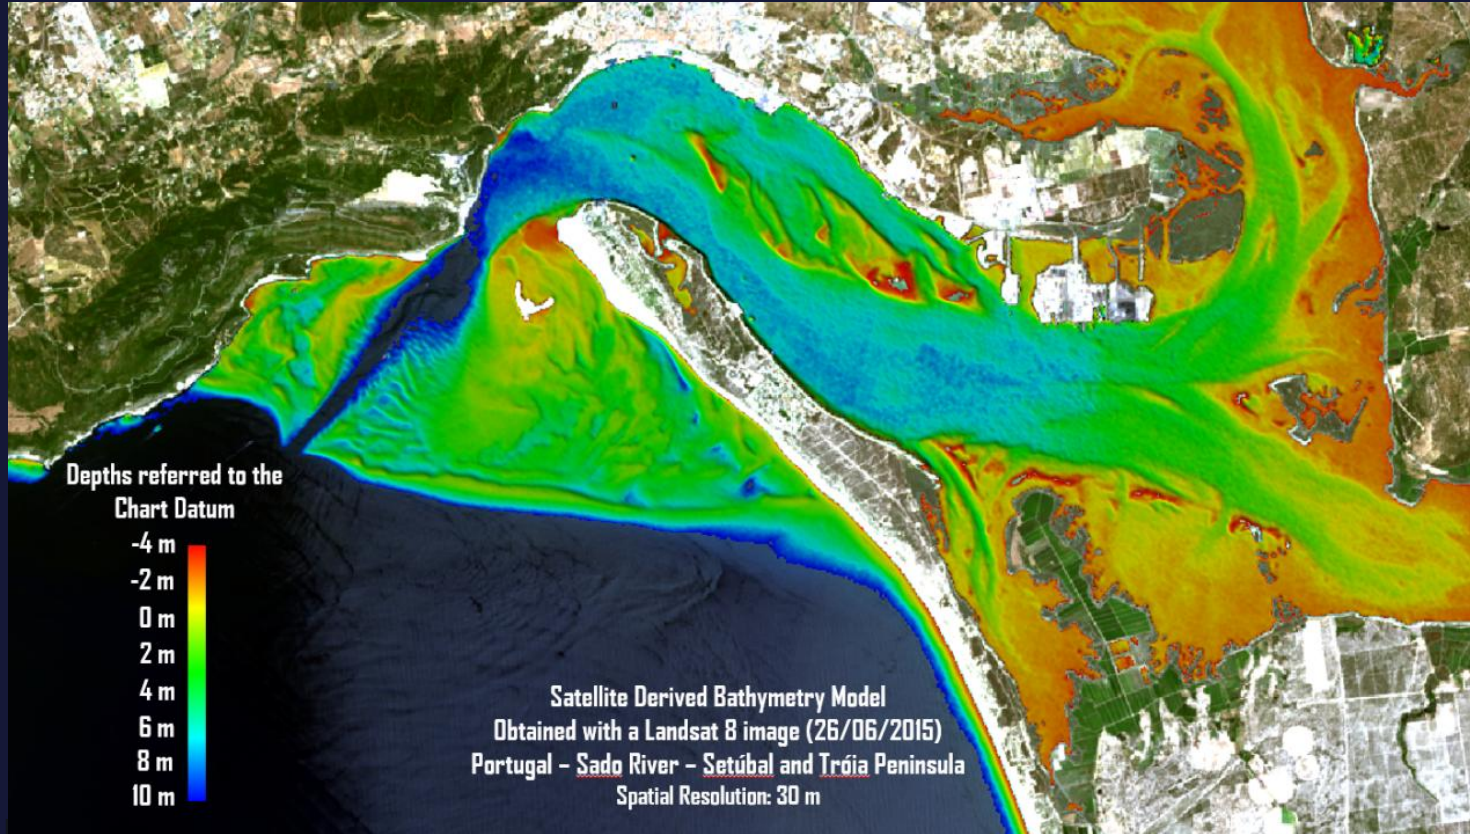 Depths referred to the
Chart Datum
-4 m
-2 m
0 m
2 m
4 m
6 m
8 m
10 m
Satellite Derived Bathymetry Model
Obtained with a Landsat 8 image (26/06/2015)
Portugal – Sado River – Setúbal and Tróia Peninsula
Spatial Resolution: 30 m